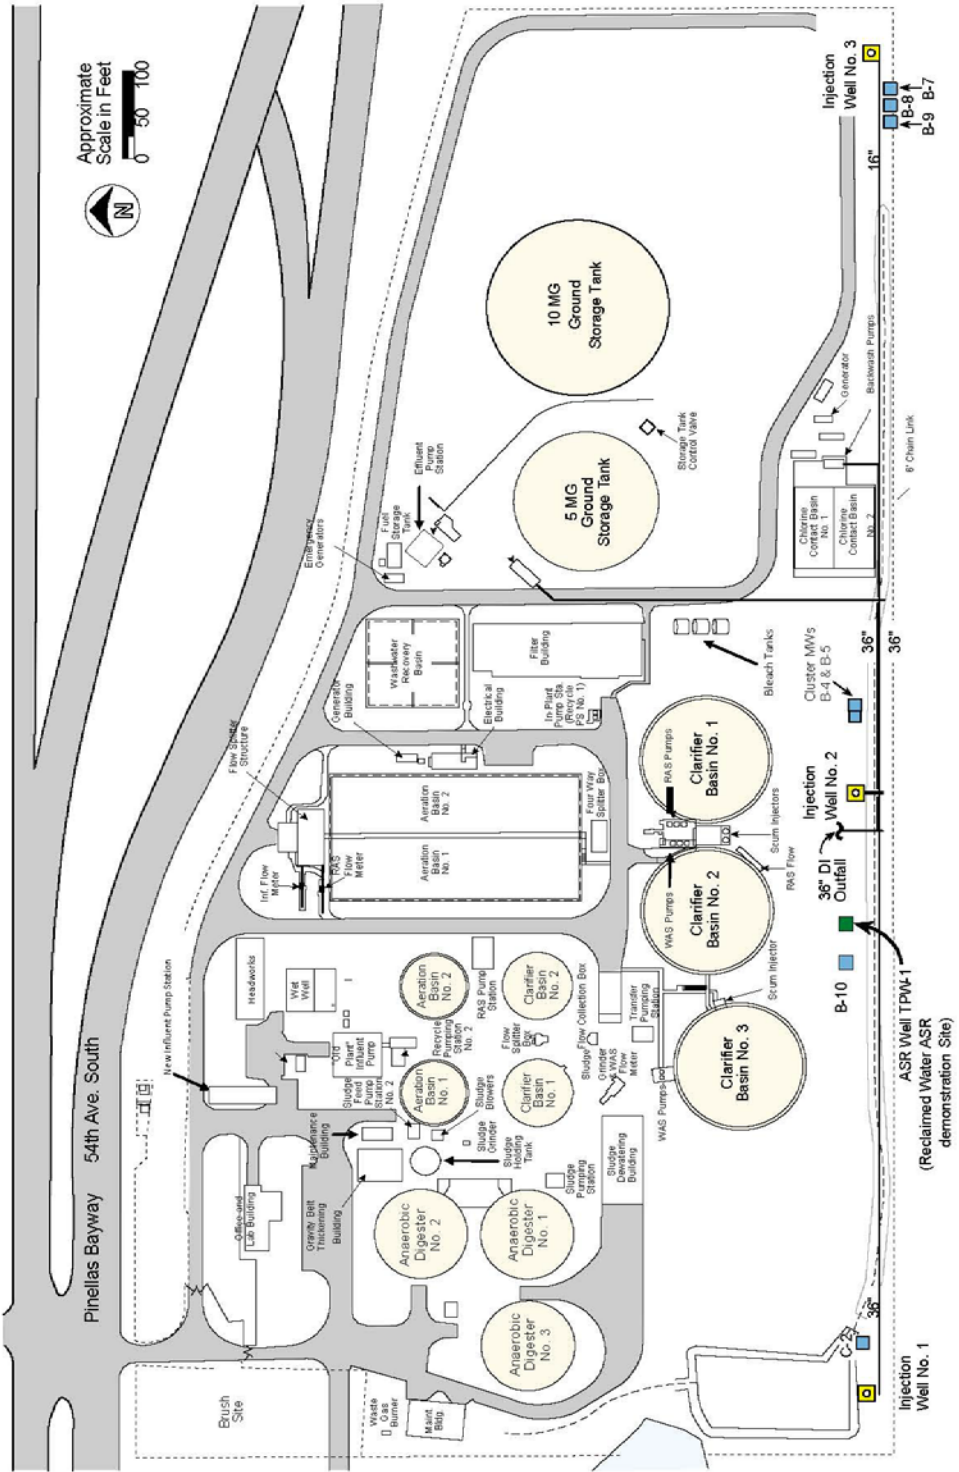 Pinellas Bayway    54th Ave. South
Approximate
Scale in Feet
0    50    100
N
New Influent Pump Station
Brush
Site
Office and
Lab Building
Waste
Gas
Burner
Maint.
Bldg.
Gravity Belt
Thickening
Building
Maintenance
Building
Headworks
Wet
Well
"Old
Plant"
Influent
Pump
Sludge
Feed
Pump
Station
No. 2
Recycle
Pumping
Station
No. 2
Aeration
Basin
No. 1
Aeration
Basin
No. 2
RAS Pump
Station
Sludge
Blowers
Sludge
Grinder
Sludge
Holding
Tank
Anaerobic
Digester
No. 2
Anaerobic
Digester
No. 1
Anaerobic
Digester
No. 3
Clarifier
Basin
No. 1
Clarifier
Basin
No. 2
Flow
Splitter
Box
Flow Collection Box
Sludge
Grinder
WAS
Flow
Meter
Sludge
Pumping
Station
Sludge
Dewatering
Building
Transfer
Pumping
Station
WAS Pumps
Flow Splitter
Structure
Inf. Flow
Meter
RAS
Flow
Meter
Aeration
Basin
No. 1
Aeration
Basin
No. 2
Generator
Building
Electrical
Building
Four Way
Splitter Box
Emergency
Generators
Fuel
Storage
Tank
Effluent
Pump
Station
Wastwater
Recovery
Basin
Filter
Building
In-Plant
Pump Sta.
(Recycle
PS No. 1)
10 MG
Ground
Storage Tank
5 MG
Ground
Storage Tank
Storage Tank
Control Valve
RAS Pumps
WAS Pumps
Clarifier
Basin No. 1
Clarifier
Basin No. 2
Clarifier
Basin No. 3
Scum Injectors
RAS Flow
Scum Injector
Bleach Tanks
Chlorine
Contact Basin
No. 1
Chlorine
Contact Basin
No. 2
Generator
Backwash Pumps
6' Chain Link
Injection
Well No. 3
16"
B-9
B-8
B-7
Cluster MWs
B-4 & B-5
Injection
Well No. 2
36" DI
Outfall
36"
36"
B-10
ASR Well TPW-1
(Reclaimed Water ASR
demonstration Site)
C-2
36"
Injection
Well No. 1